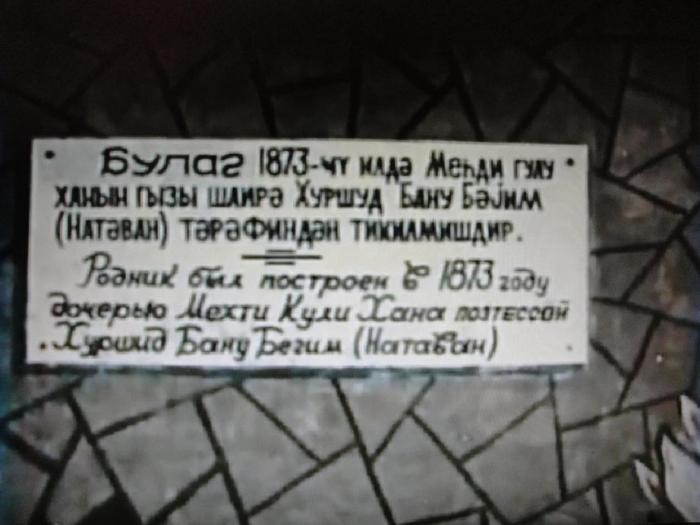 Булаг 1873-чү илдә Меһди гулу
ханын гызы шаирә Хуршуд Бану Бәјим
(Натәван) тәрәфиндән тикилмишдир.
Родник был построен в 1873 году
дочерью Мехти Кули Хана поэтессой
Хуршид Бану Бегим (Натаван)